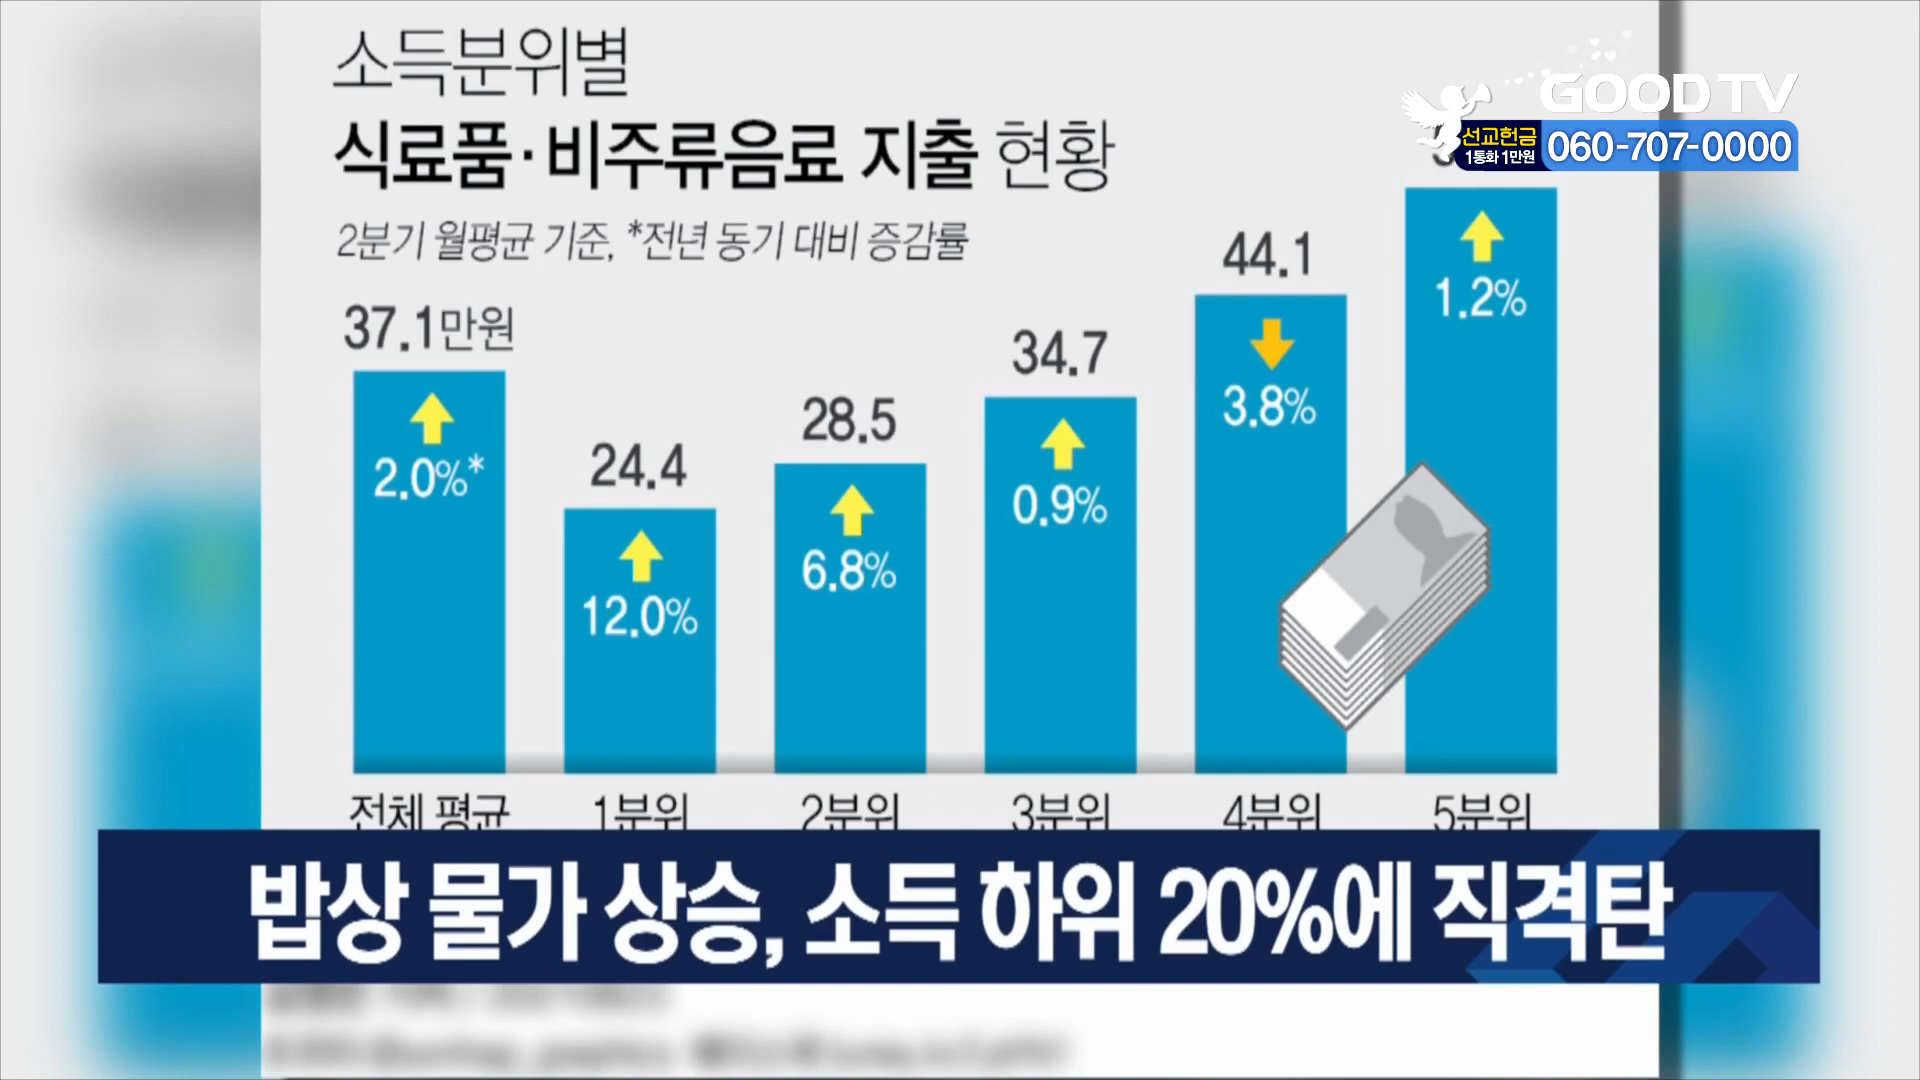 소득분위별
식료품·비주류음료 지출 현황
2분기 월평균 기준, *전년 동기 대비 증감률
GOODTV
선교헌금
1통화 1만원
060-707-0000
37.1만원
2.0%*
24.4
12.0%
28.5
6.8%
34.7
0.9%
44.1
3.8%
1.2%
전체 평균 1분위 2분위 3분위 4분위 5분위
밥상 물가 상승, 소득 하위 20%에 직격탄